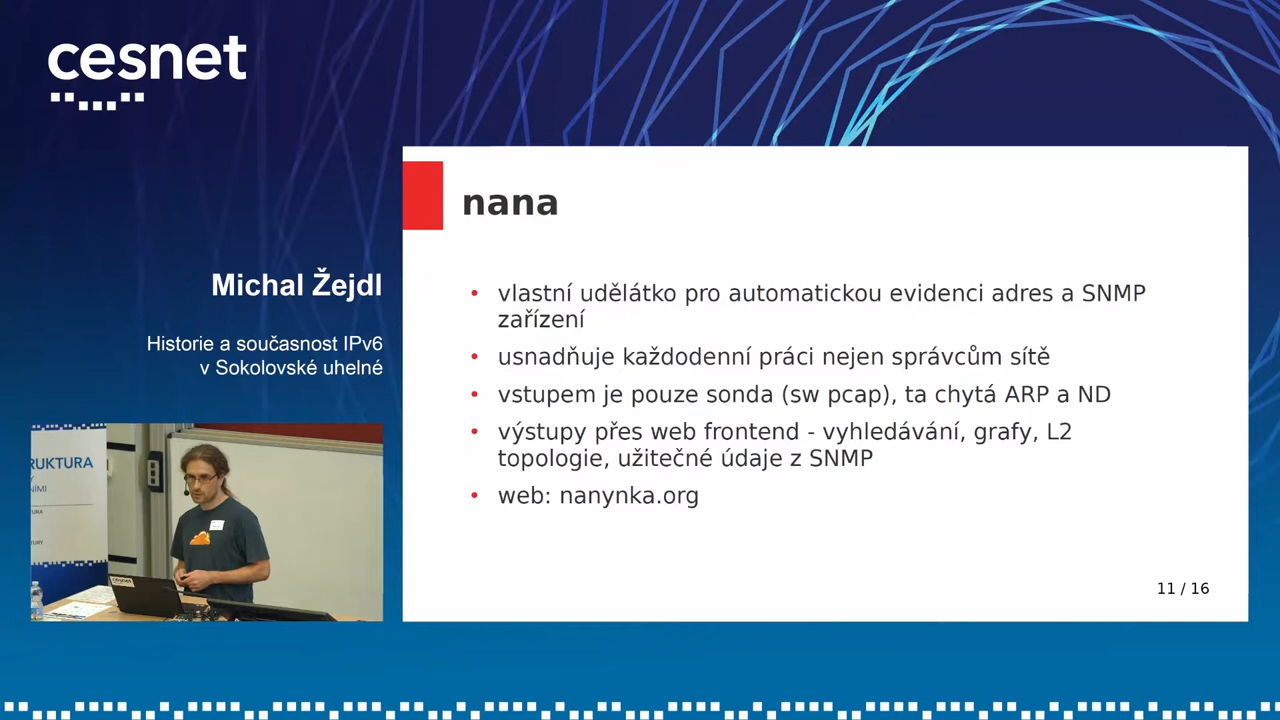 cesnet
Michal Žejdl
Historie a současnost IPv6
v Sokolovské uhelné
RUKTURA
nana
• vlastní udělátko pro automatickou evidenci adres a SNMP
zařízení
• usnadňuje každodenní práci nejen správcům sítě
• vstupem je pouze sonda (sw pcap), ta chytá ARP a ND
• výstupy přes web frontend - vyhledávání, grafy, L2
topologie, užitečné údaje z SNMP
• web: nanynka.org
11 / 16